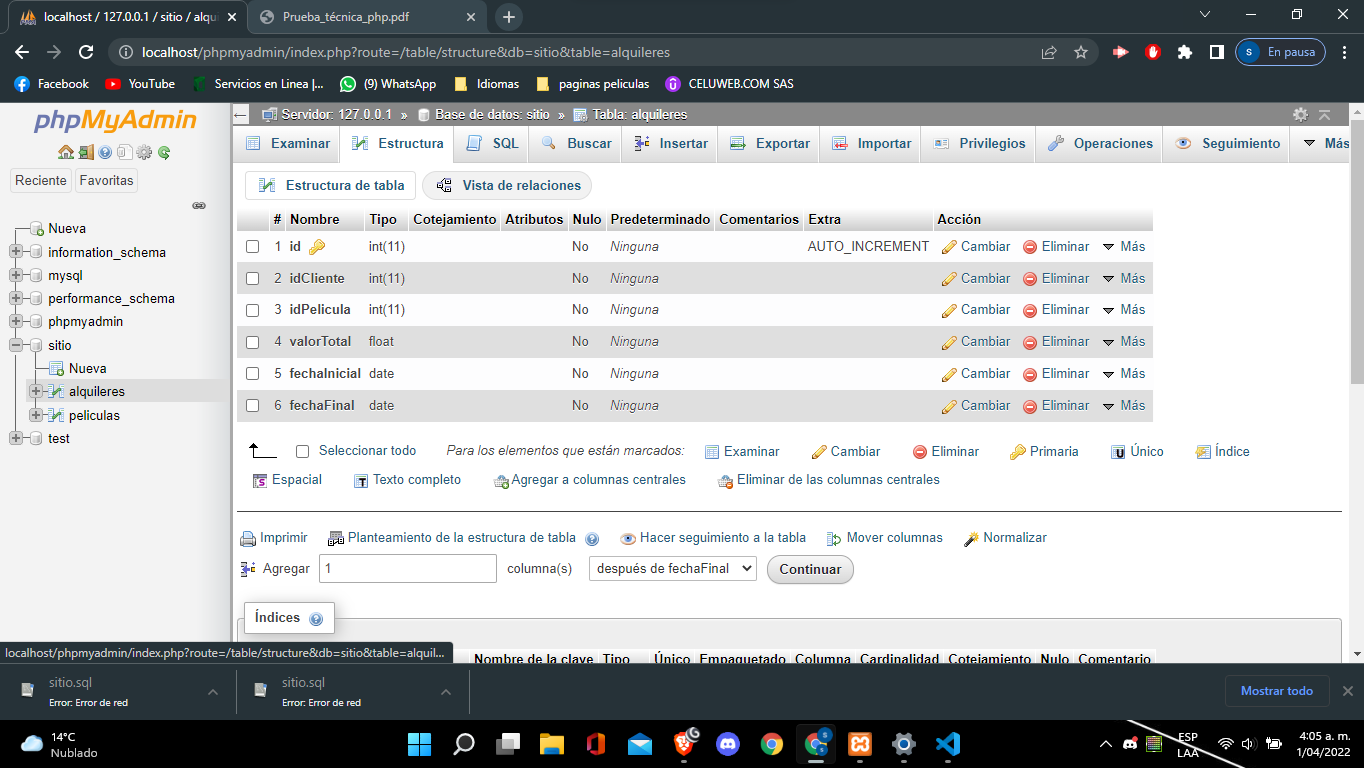 localhost / 127.0.0.1 / sitio / alqui
Prueba_técnica_php.pdf
localhost/phpmyadmin/index.php?route=/table/structure&db=sitio&table=alquileres
S En pausa
Facebook YouTube Servicios en Linea |... (9) WhatsApp Idiomas paginas peliculas CELUWEB.COM SAS
phpMyAdmin
Reciente Favoritas
Nueva
information_schema
mysql
performance_schema
phpmyadmin
sitio
Nueva
alquileres
peliculas
test
Servidor: 127.0.0.1 » Base de datos: sitio » Tabla: alquileres
Examinar Estructura SQL Buscar Insertar Exportar Importar Privilegios Operaciones Seguimiento Más
Estructura de tabla Vista de relaciones
# Nombre Tipo Cotejamiento Atributos Nulo Predeterminado Comentarios Extra Acción
1 id int(11) No Ninguna AUTO_INCREMENT Cambiar Eliminar Más
2 idCliente int(11) No Ninguna Cambiar Eliminar Más
3 idPelicula int(11) No Ninguna Cambiar Eliminar Más
4 valorTotal float No Ninguna Cambiar Eliminar Más
5 fechaInicial date No Ninguna Cambiar Eliminar Más
6 fechaFinal date No Ninguna Cambiar Eliminar Más
Seleccionar todo Para los elementos que están marcados: Examinar Cambiar Eliminar Primaria Único Índice
Espacial Texto completo Agregar a columnas centrales Eliminar de las columnas centrales
Imprimir Planteamiento de la estructura de tabla Hacer seguimiento a la tabla Mover columnas Normalizar
Agregar 1 columna(s) después de fechaFinal Continuar
Índices
Nombre de la clave Tipo Único Empaquetado Columna Cardinalidad Cotejamiento Nulo Comentario
localhost/phpmyadmin/index.php?route=/table/structure&db=sitio&table=alquil...
sitio.sql
Error: Error de red
sitio.sql
Error: Error de red
Mostrar todo
14°C
Nublado
ESP
LAA
4:05 a. m.
1/04/2022